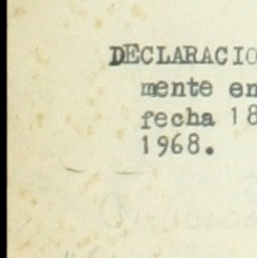 DECLARACIO
mente en
fecha 18
1968.